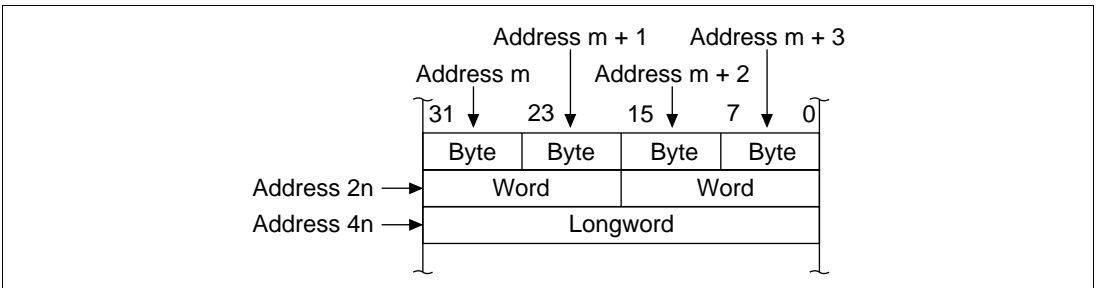 Address m + 1 Address m + 3
Address m Address m + 2
31 23 15 7 0
Byte Byte Byte Byte
Address 2n Word Word
Address 4n Longword